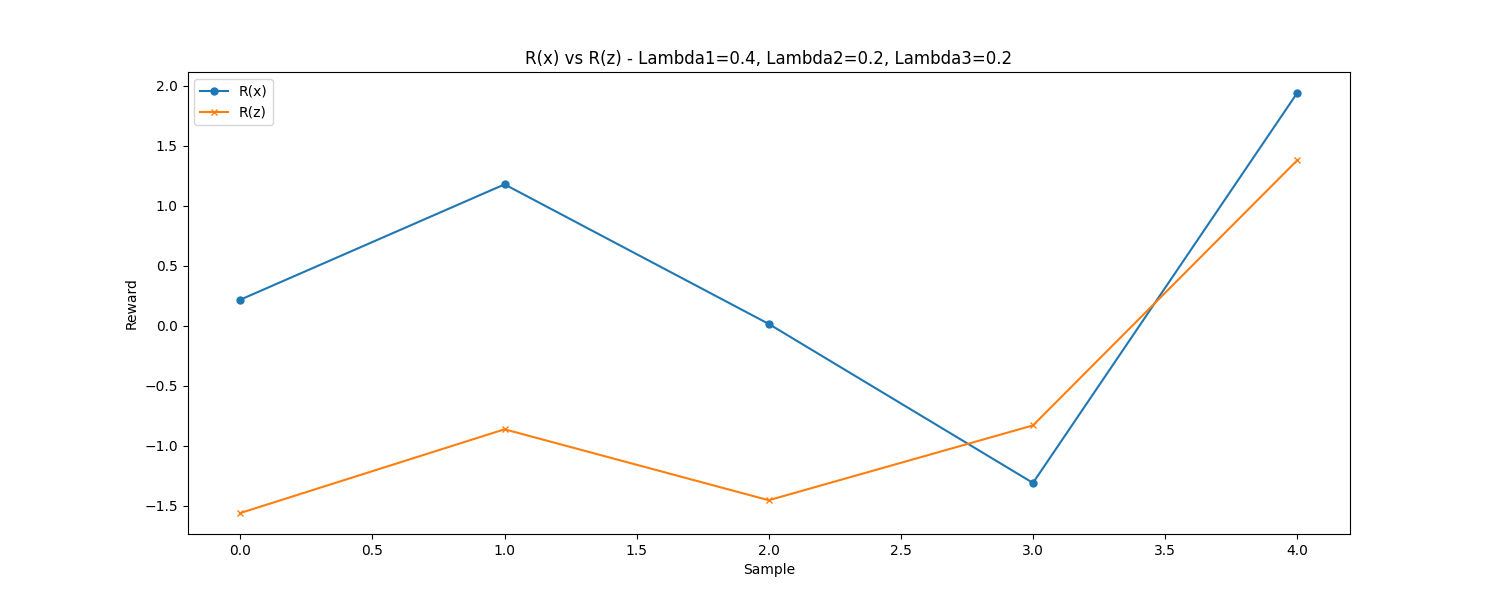 R(x) vs R(z) - Lambda1=0.4, Lambda2=0.2, Lambda3=0.2
R(x)
R(z)
Reward
2.0
1.5
1.0
0.5
0.0
−0.5
−1.0
−1.5
0.0 0.5 1.0 1.5 2.0 2.5 3.0 3.5 4.0
Sample